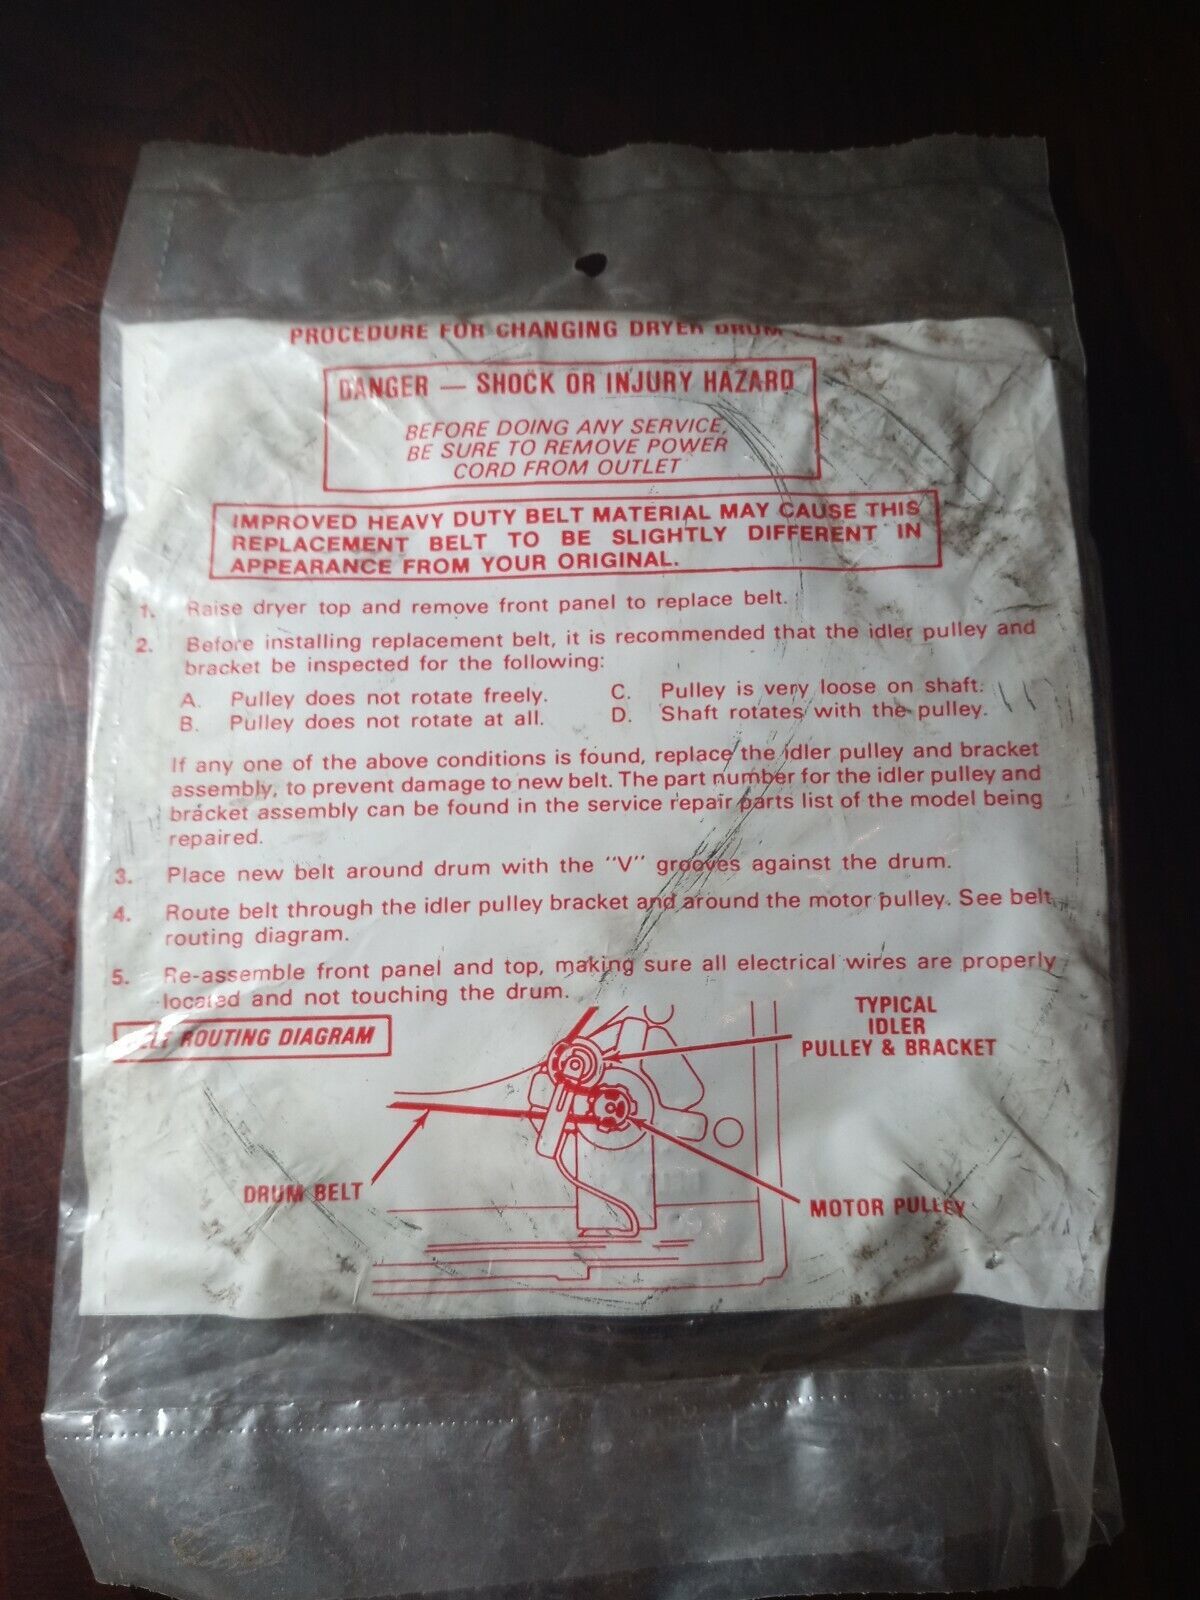 PROCEDURE FOR CHANGING DRYER DRUM
DANGER — SHOCK OR INJURY HAZARD
BEFORE DOING ANY SERVICE,
BE SURE TO REMOVE POWER
CORD FROM OUTLET
IMPROVED HEAVY DUTY BELT MATERIAL MAY CAUSE THIS
REPLACEMENT BELT TO BE SLIGHTLY DIFFERENT IN
APPEARANCE FROM YOUR ORIGINAL.
1. Raise dryer top and remove front panel to replace belt.
2. Before installing replacement belt, it is recommended that the idler pulley and
bracket be inspected for the following:
A. Pulley does not rotate freely. C. Pulley is very loose on shaft.
B. Pulley does not rotate at all. D. Shaft rotates with the pulley.
If any one of the above conditions is found, replace the idler pulley and bracket
assembly, to prevent damage to new belt. The part number for the idler pulley and
bracket assembly can be found in the service repair parts list of the model being
repaired.
3. Place new belt around drum with the "V" grooves against the drum.
4. Route belt through the idler pulley bracket and around the motor pulley. See belt
routing diagram.
5. Re-assemble front panel and top, making sure all electrical wires are properly
located and not touching the drum.
BELT ROUTING DIAGRAM
TYPICAL
IDLER
PULLEY & BRACKET
DRUM BELT
MOTOR PULLEY